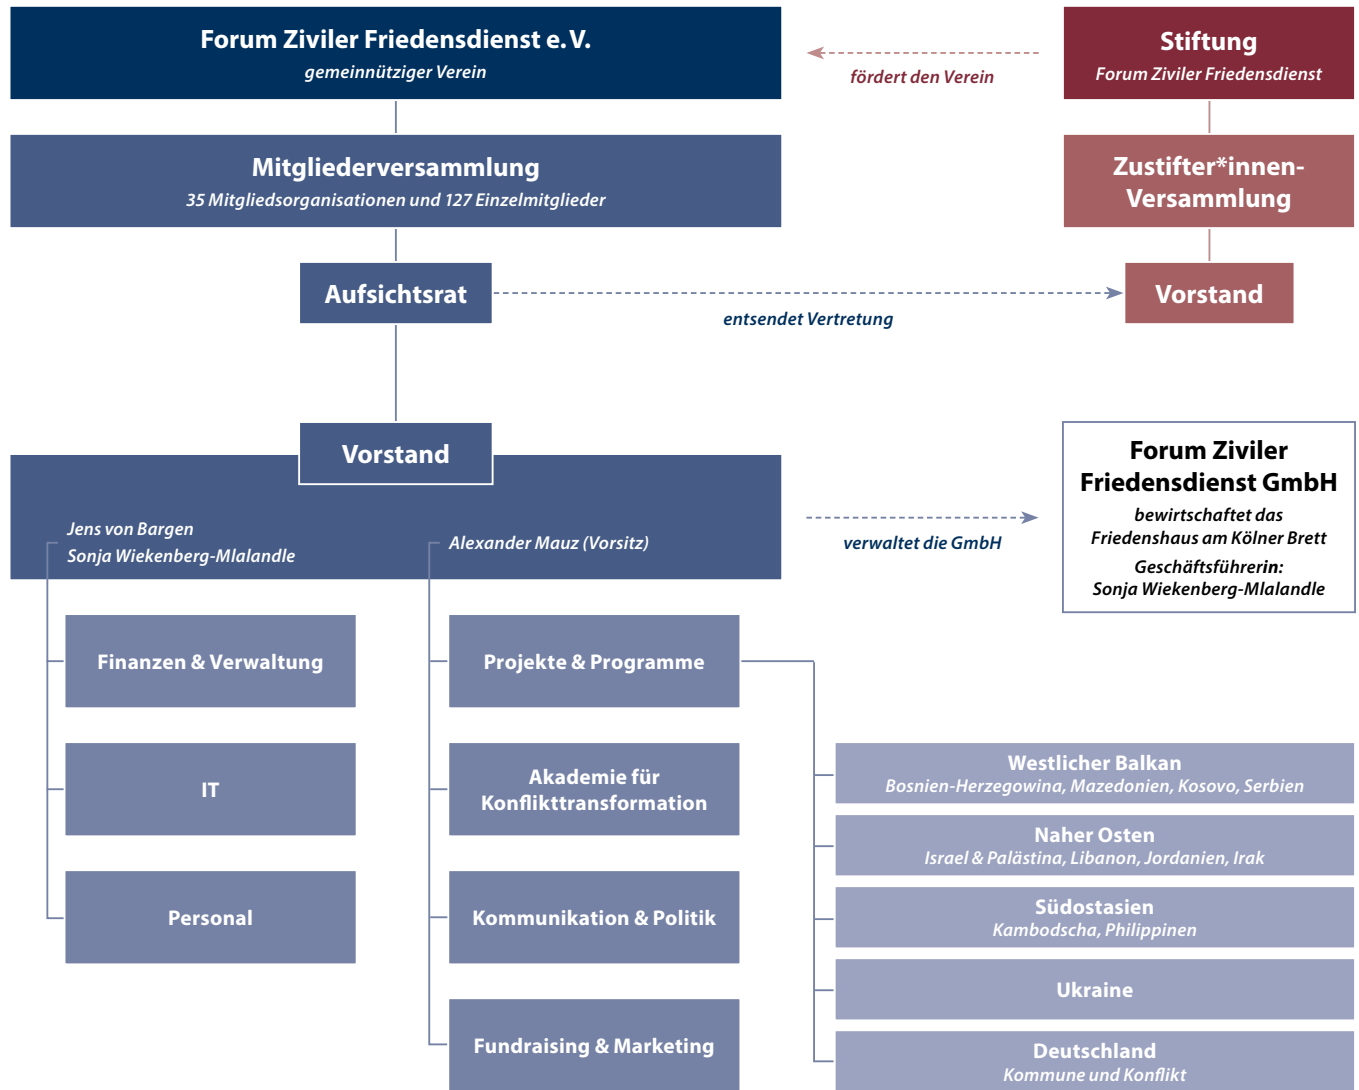 Forum Ziviler Friedensdienst e. V.
gemeinnütziger Verein
fördert den Verein
Stiftung
Forum Ziviler Friedensdienst
Mitgliederversammlung
35 Mitgliedsorganisationen und 127 Einzelmitglieder
Zustifter*innen-
Versammlung
Aufsichtsrat
entsendet Vertretung
Vorstand
Vorstand
Jens von Bargen
Sonja Wiekenberg-Mlalandle
Alexander Mauz (Vorsitz)
verwaltet die GmbH
Forum Ziviler
Friedensdienst GmbH
bewirtschaftet das
Friedenshaus am Kölner Brett
Geschäftsführerin:
Sonja Wiekenberg-Mlalandle
Finanzen & Verwaltung
IT
Personal
Projekte & Programme
Akademie für
Konflikttransformation
Kommunikation & Politik
Fundraising & Marketing
Westlicher Balkan
Bosnien-Herzegowina, Mazedonien, Kosovo, Serbien
Naher Osten
Israel & Palästina, Libanon, Jordanien, Irak
Südostasien
Kambodscha, Philippinen
Ukraine
Deutschland
Kommune und Konflikt